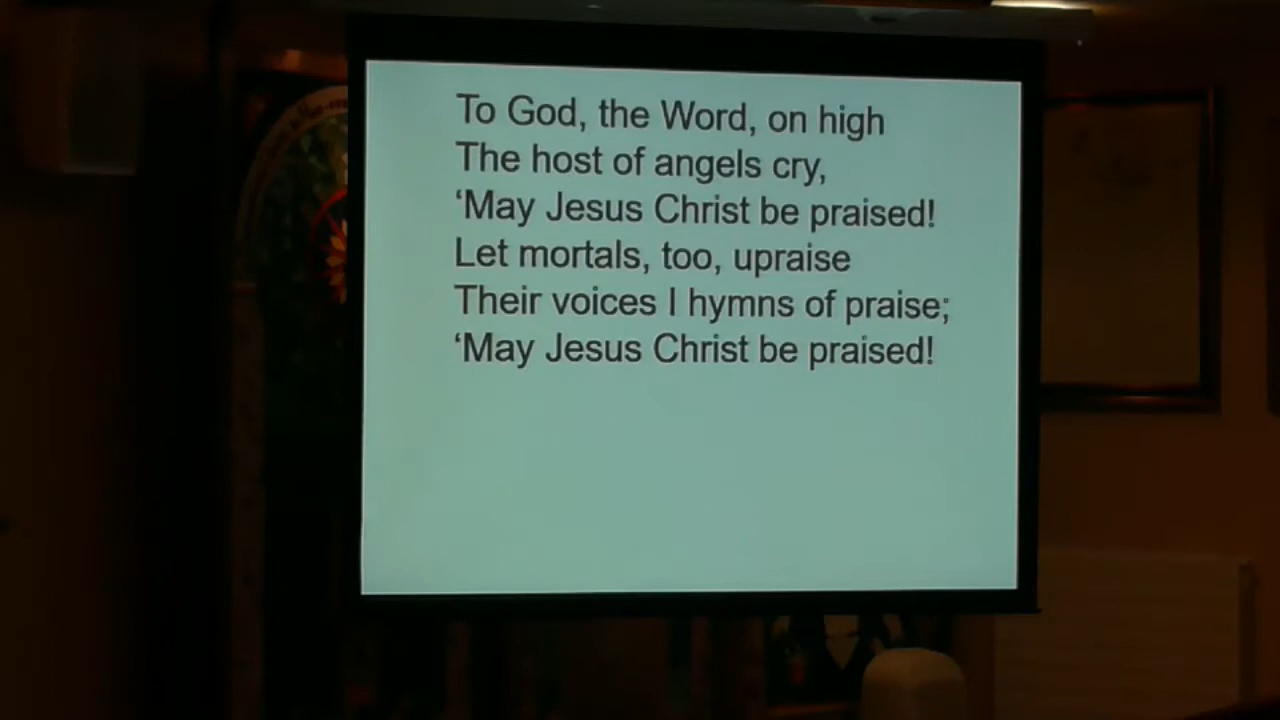 To God, the Word, on high
The host of angels cry,
‘May Jesus Christ be praised!
Let mortals, too, upraise
Their voices I hymns of praise;
‘May Jesus Christ be praised!